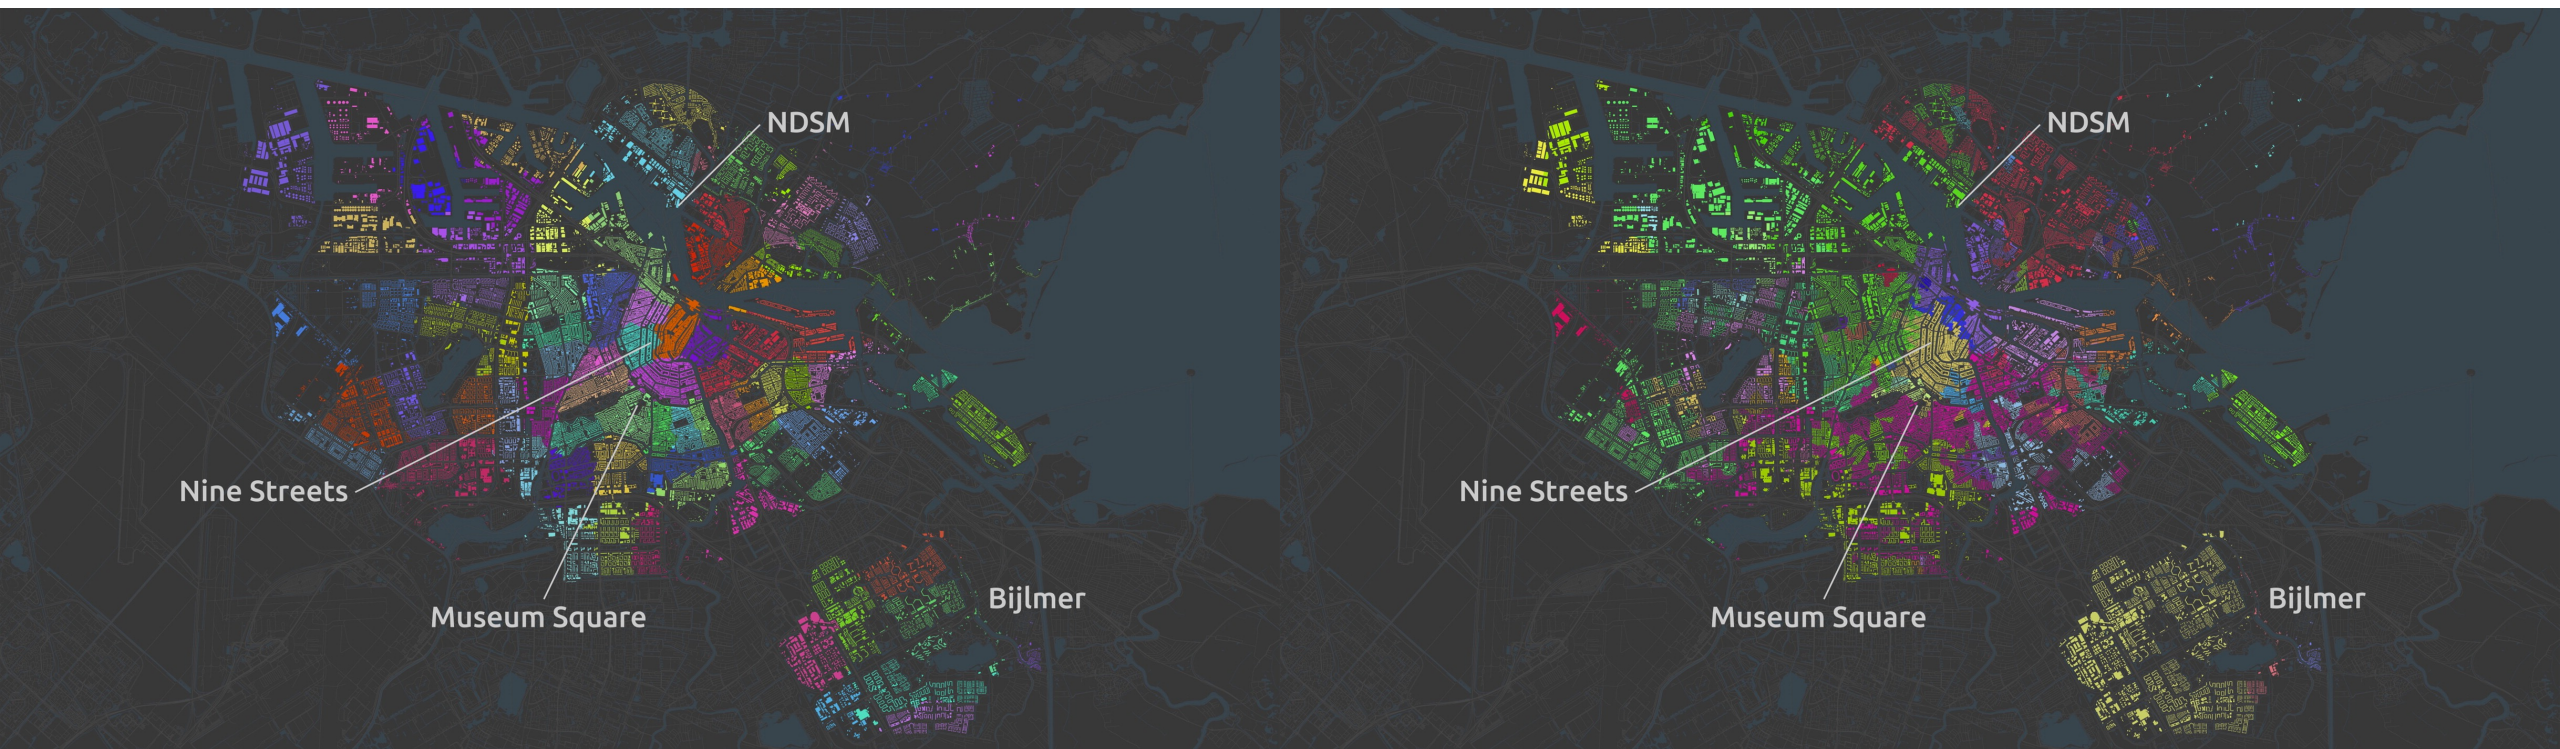 NDSM
Nine Streets
Museum Square
Bijlmer
NDSM
Nine Streets
Museum Square
Bijlmer